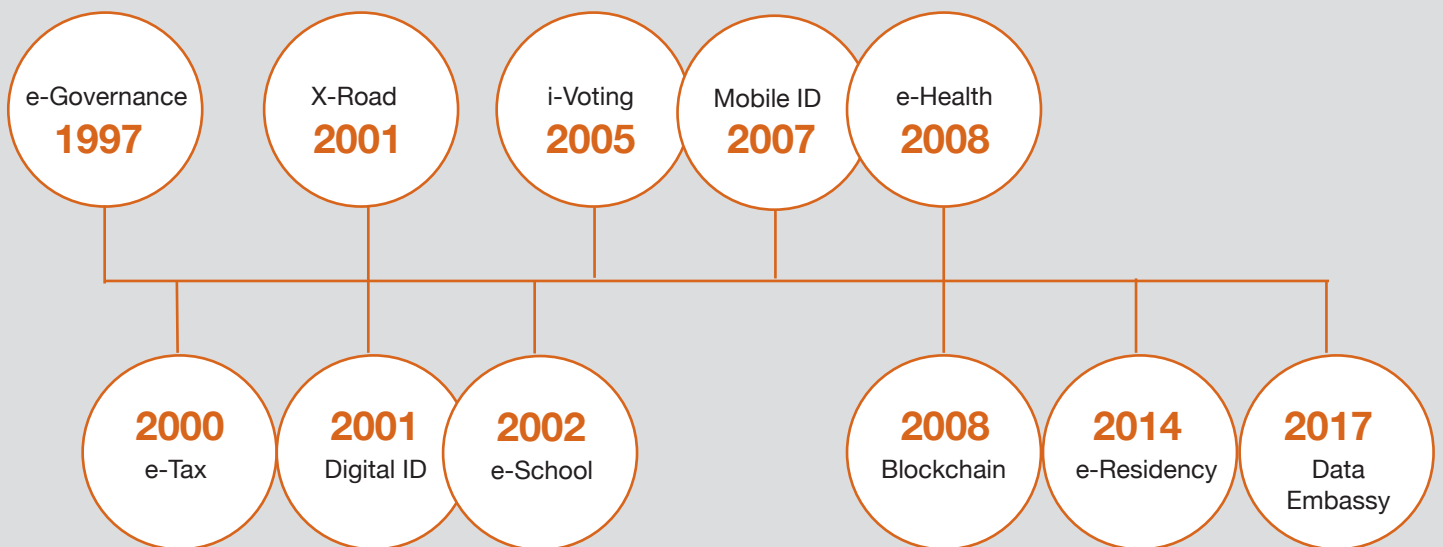 e-Governance
1997
X-Road
2001
i-Voting
2005
Mobile ID
2007
e-Health
2008
2000
e-Tax
2001
Digital ID
2002
e-School
2008
Blockchain
2014
e-Residency
2017
Data
Embassy